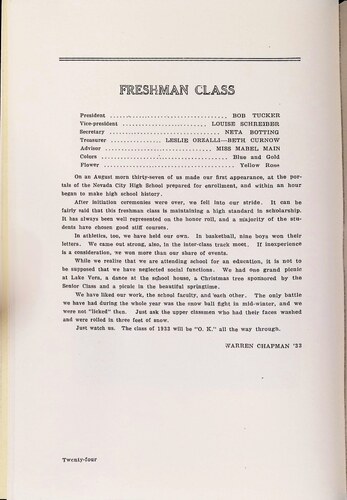 FRESHMAN CLASS
President .......................... BOB TUCKER
Vice-president .......................... LOUISE SCHREIBER
Secretary .......................... NETA BOTTING
Treasurer .................. LESLIE ORZALLI—BETH CURNOW
Advisor .......................... MISS MABEL MAIN
Colors .......................... Blue and Gold
Flower .......................... Yellow Rose
On an August morn thirty-seven of us made our first appearance, at the por-
tals of the Nevada City High School prepared for enrollment, and within an hour
began to make high school history.
After initiation ceremonies were over, we fell into our stride. It can be
fairly said that this freshman class is maintaining a high standard in scholarship.
It has always been well represented on the honor roll, and a majority of the stu-
dents have chosen good stiff courses.
In athletics, too, we have held our own. In basketball, nine boys won their
letters. We came out strong, also, in the inter-class track meet. If inexperience
is a consideration, we won more than our share of events.
While we realize that we are attending school for an education, it is not to
be supposed that we have neglected social functions. We had one grand picnic
at Lake Vera, a dance at the school house, a Christmas tree sponsored by the
Senior Class and a picnic in the beautiful springtime.
We have liked our work, the school faculty, and each other. The only battle
we have had during the whole year was the snow ball fight in mid-winter, and we
were not "licked" then. Just ask the upper classmen who had their faces washed
and were rolled in three feet of snow.
Just watch us. The class of 1933 will be "O. K." all the way through.
WARREN CHAPMAN '33
Twenty-four